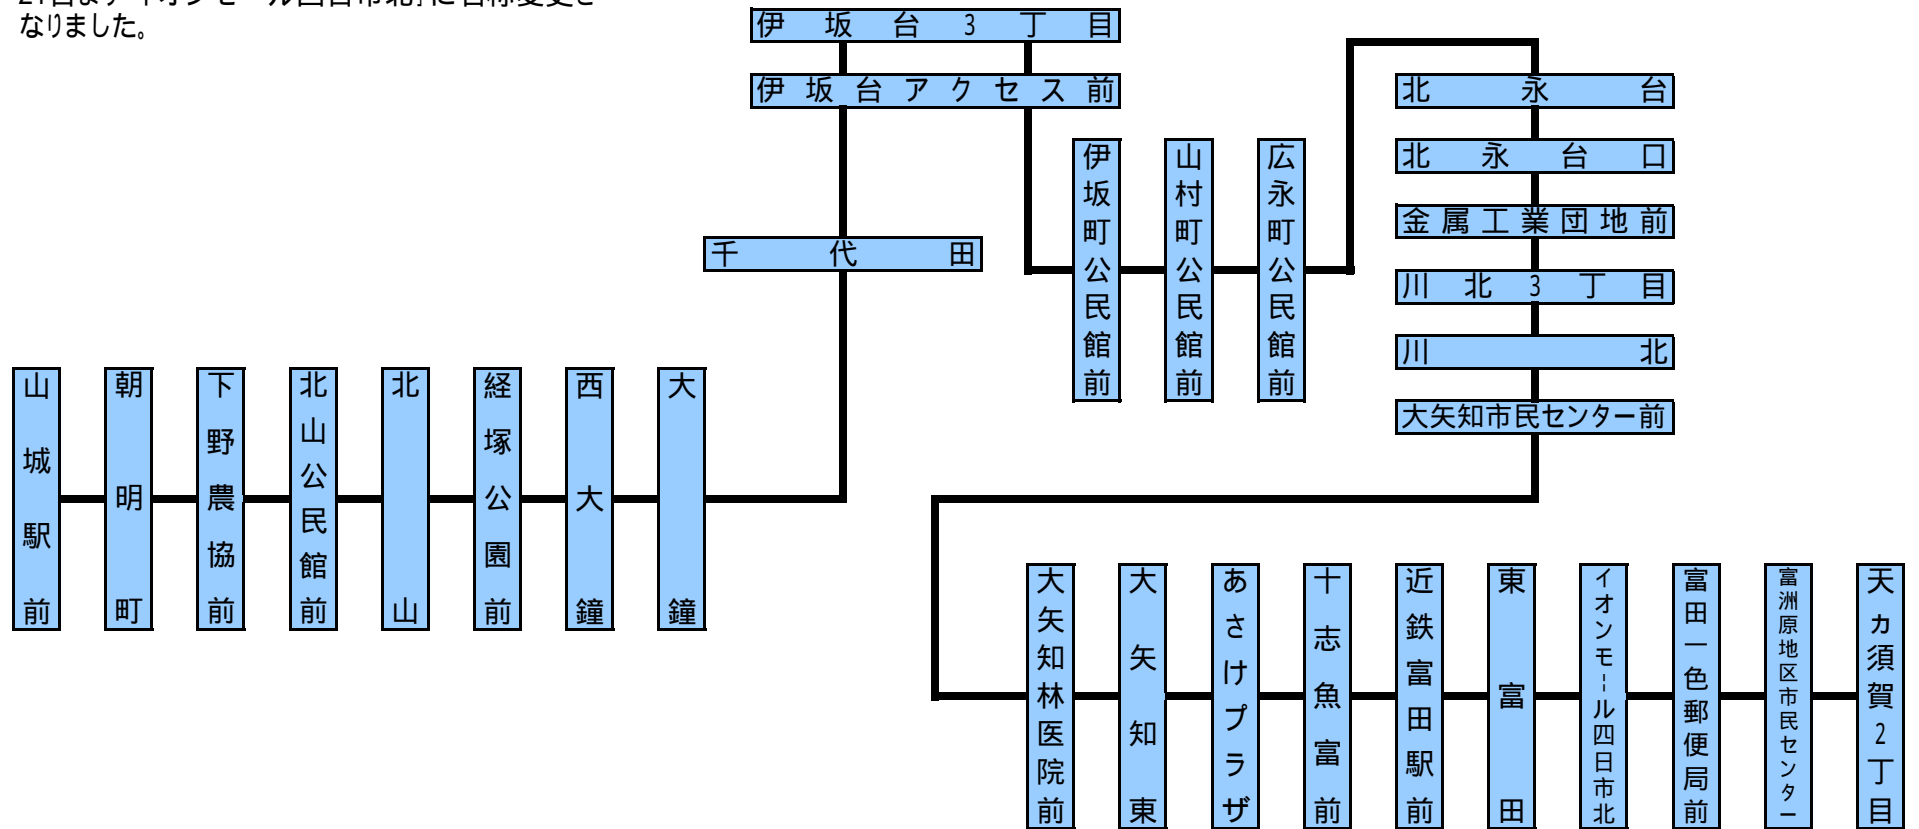 なりました。
伊坂台3丁目
伊坂台アクセス前
北永台
北永台口
金属工業団地前
川北3丁目
川北
大矢知市民センター前
伊坂町公民館前
山村町公民館前
広永町公民館前
千代田
山城駅前
朝明町
下野農協前
北山公民館前
北山
経塚公園前
西大鐘
大鐘
大矢知林医院前
大矢知東
あさけプラザ
十志魚富前
近鉄富田駅前
東富田
イオンモール四日市北
富田一色郵便局前
富洲原地区市民センター
天カ須賀2丁目